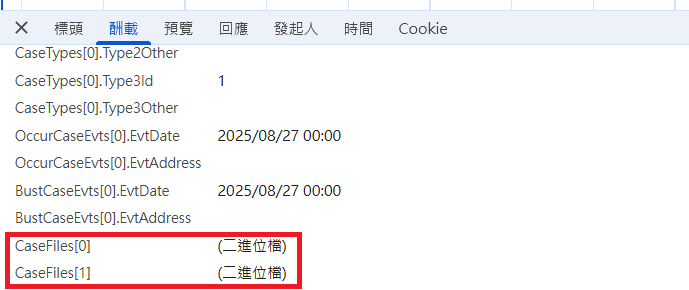 標頭 酬載 預覽 回應 發起人 時間 Cookie
CaseTypes[0].Type2Other
CaseTypes[0].Type3Id 1
CaseTypes[0].Type3Other
OccurCaseEvts[0].EvtDate 2025/08/27 00:00
OccurCaseEvts[0].EvtAddress
BustCaseEvts[0].EvtDate 2025/08/27 00:00
BustCaseEvts[0].EvtAddress
CaseFiles[0] (二進位檔)
CaseFiles[1] (二進位檔)